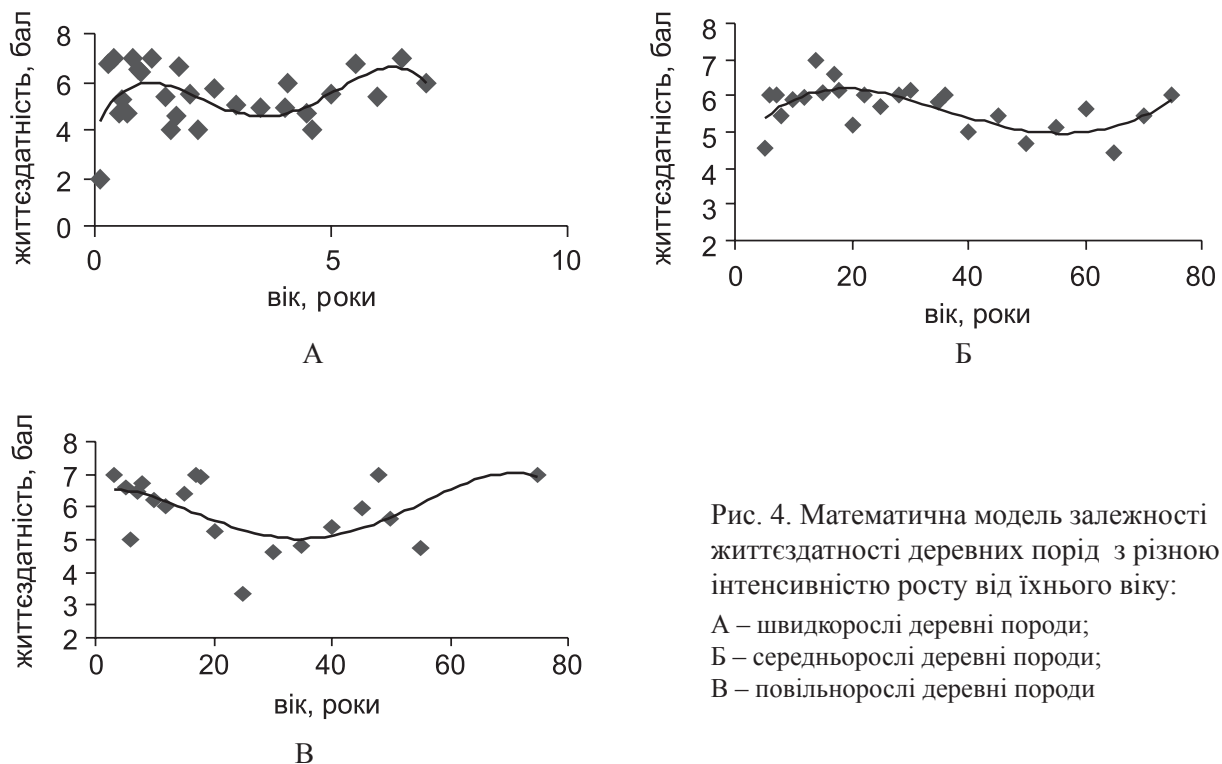 життєздатність, бал
8
6
4
2
0
0
5
10
вік, роки
А
життєздатність, бал
8
7
6
5
4
3
2
0
20
40
60
80
вік, роки
Б
життєздатність, бал
8
7
6
5
4
3
2
0
20
40
60
80
вік, роки
В
Рис. 4. Математична модель залежності
життєздатності деревних порід з різною
інтенсивністю росту від їхнього віку:
А – швидкорослі деревні породи;
Б – середньорослі деревні породи;
В – повільнорослі деревні породи